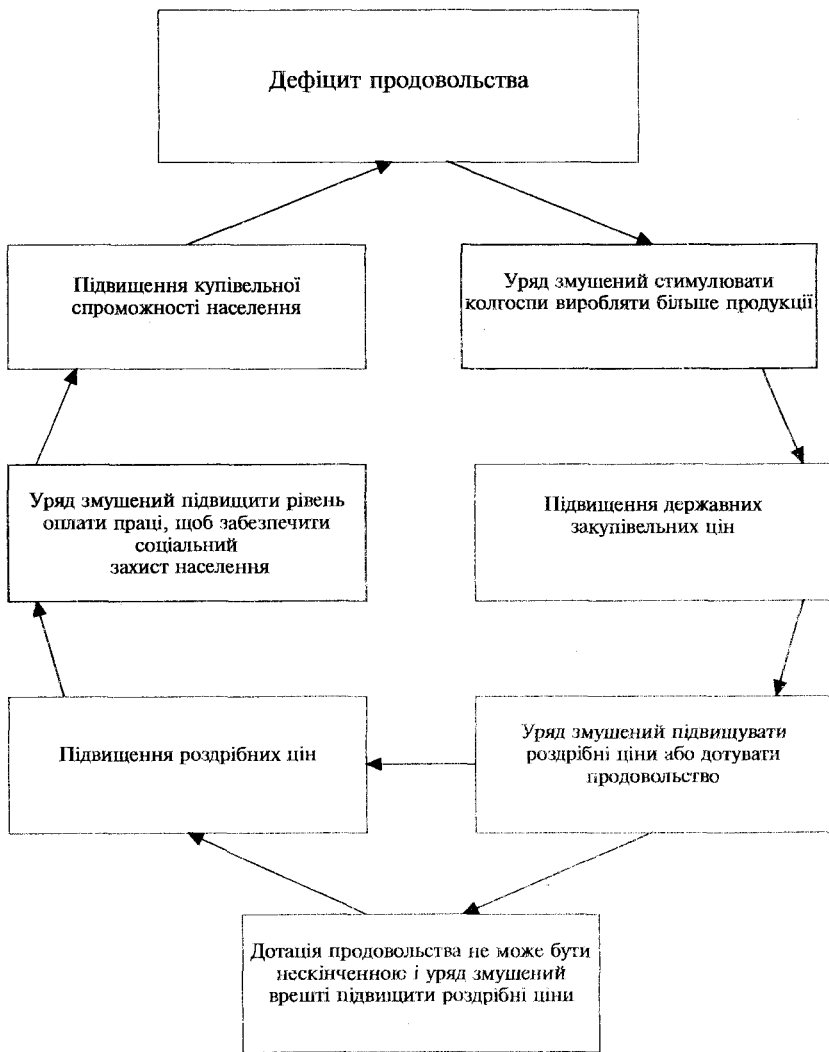 Дефіцит продовольства
Підвищення купівельної
спроможності населення
Уряд змушений стимулювати
колгоспи виробляти більше продукції
Уряд змушений підвищити рівень
оплати праці, щоб забезпечити
соціальний
захист населення
Підвищення державних
закупівельних цін
Підвищення роздрібних цін
Уряд змушений підвищувати
роздрібні ціни або дотувати
продовольство
Дотація продовольства не може бути
нескінченною і уряд змушений
врешті підвищити роздрібні ціни